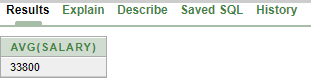 Results Explain Describe Saved SQL History
AVG(SALARY)
33800